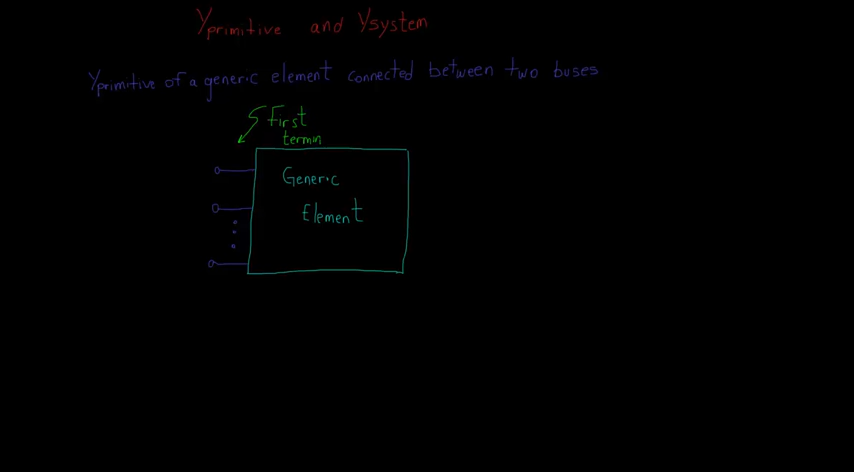 Yprimitive and Ysystem
Yprimitive of a generic element connected between two buses
First
termin
Generic
Element